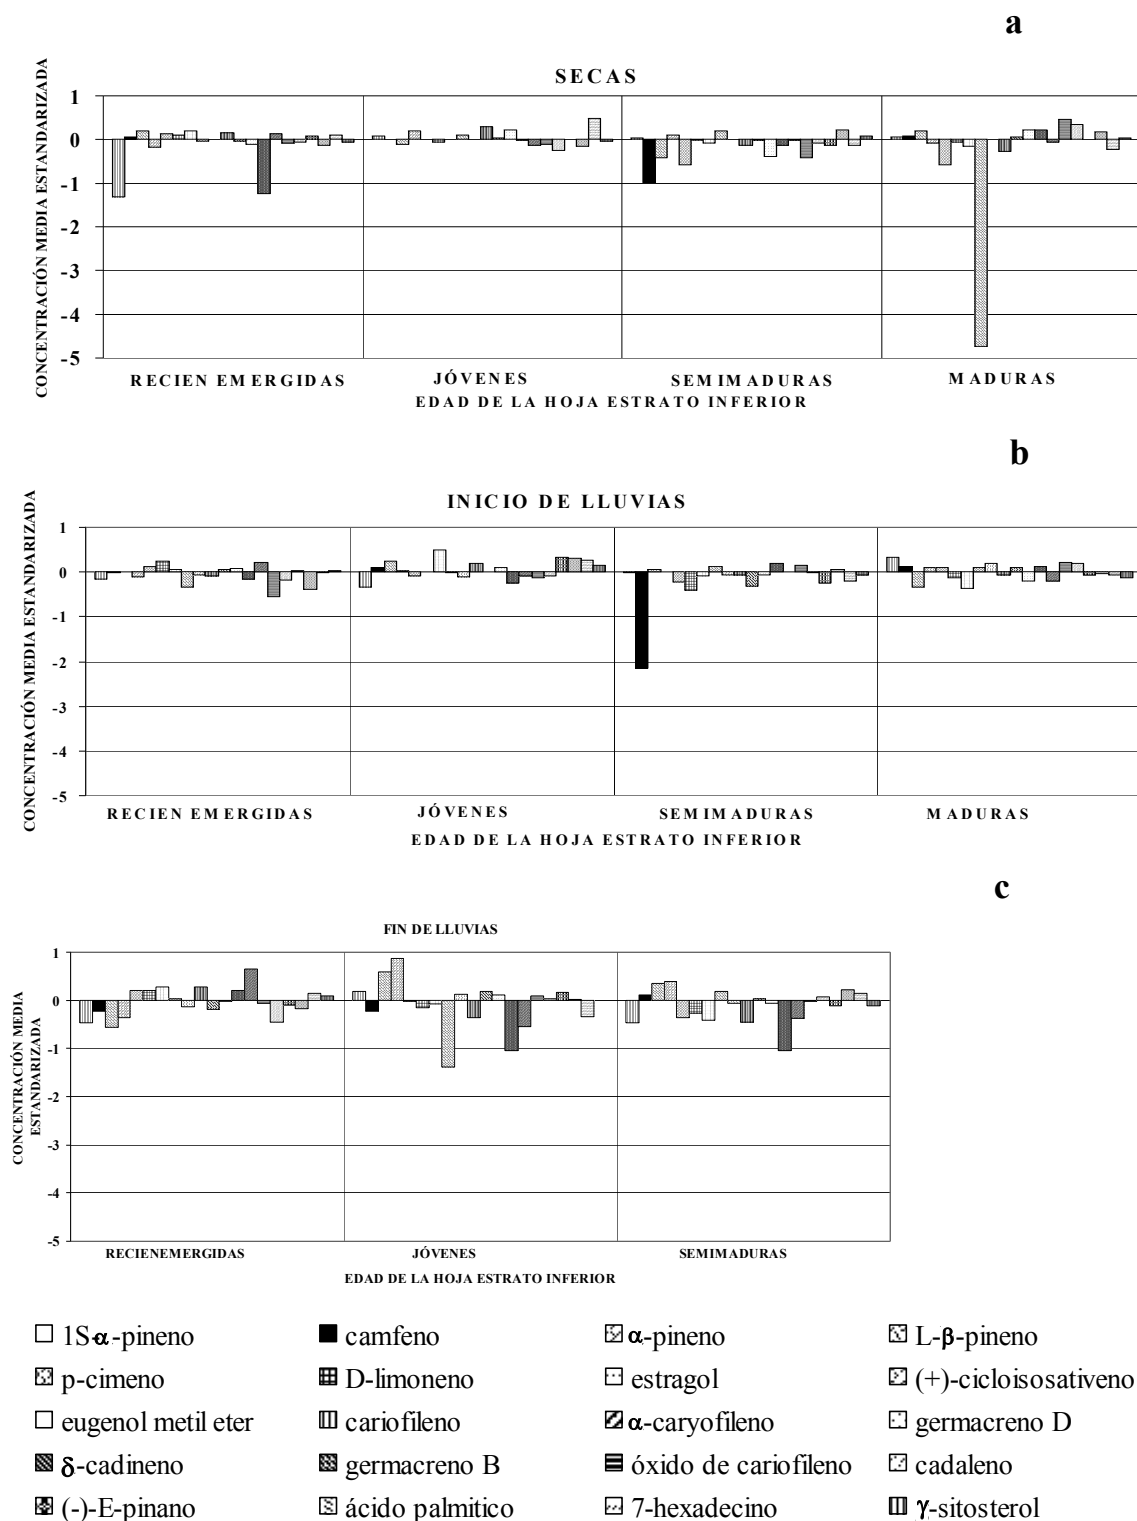 a
SECAS
CONCENTRACIÓN MEDIA ESTANDARIZADA
1
0
-1
-2
-3
-4
-5
RECIEN EMERGIDAS JÓVENES SEMIMADURAS MADURAS
EDAD DE LA HOJA ESTRATO INFERIOR
b
INICIO DE LLUVIAS
CONCENTRACIÓN MEDIA ESTANDARIZADA
1
0
-1
-2
-3
-4
-5
RECIEN EMERGIDAS JÓVENES SEMIMADURAS MADURAS
EDAD DE LA HOJA ESTRATO INFERIOR
c
FIN DE LLUVIAS
CONCENTRACIÓN MEDIA
ESTANDARIZADA
1
0
-1
-2
-3
-4
-5
RECIENEMERGIDAS JÓVENES SEMIMADURAS
EDAD DE LA HOJA ESTRATO INFERIOR
1S-α-pineno camfeno α-pineno L-β-pineno
p-cimeno D-limoneno estragol (+)-cicloisosativeno
eugenol metil eter cariofileno α-caryofileno germacreno D
δ-cadineno germacreno B óxido de cariofileno cadaleno
(-)-E-pinano ácido palmitico 7-hexadecino γ-sitosterol